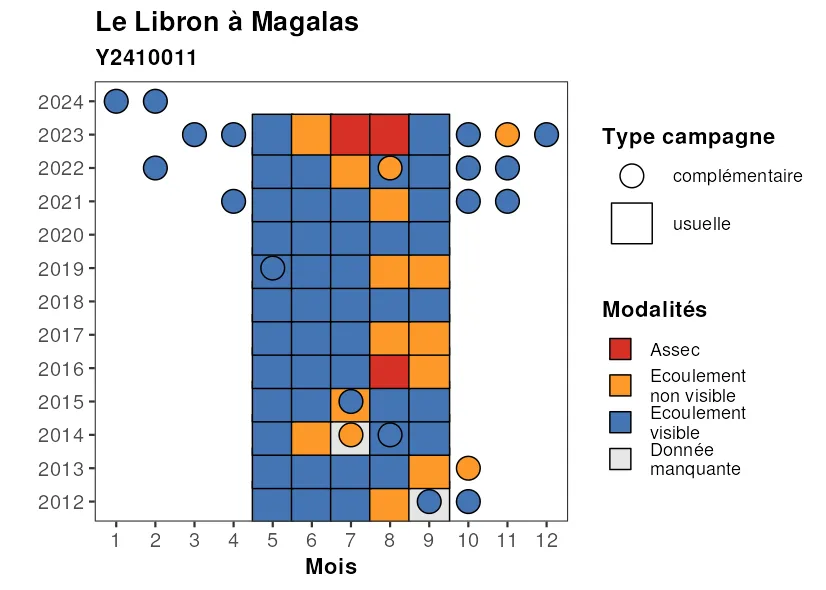 Le Libron à Magalas
Y2410011
2024
2023
2022
2021
2020
2019
2018
2017
2016
2015
2014
2013
2012
1 2 3 4 5 6 7 8 9 10 11 12
Mois
Type campagne
complémentaire
usuelle
Modalités
Assec
Ecoulement
non visible
Ecoulement
visible
Donnée
manquante